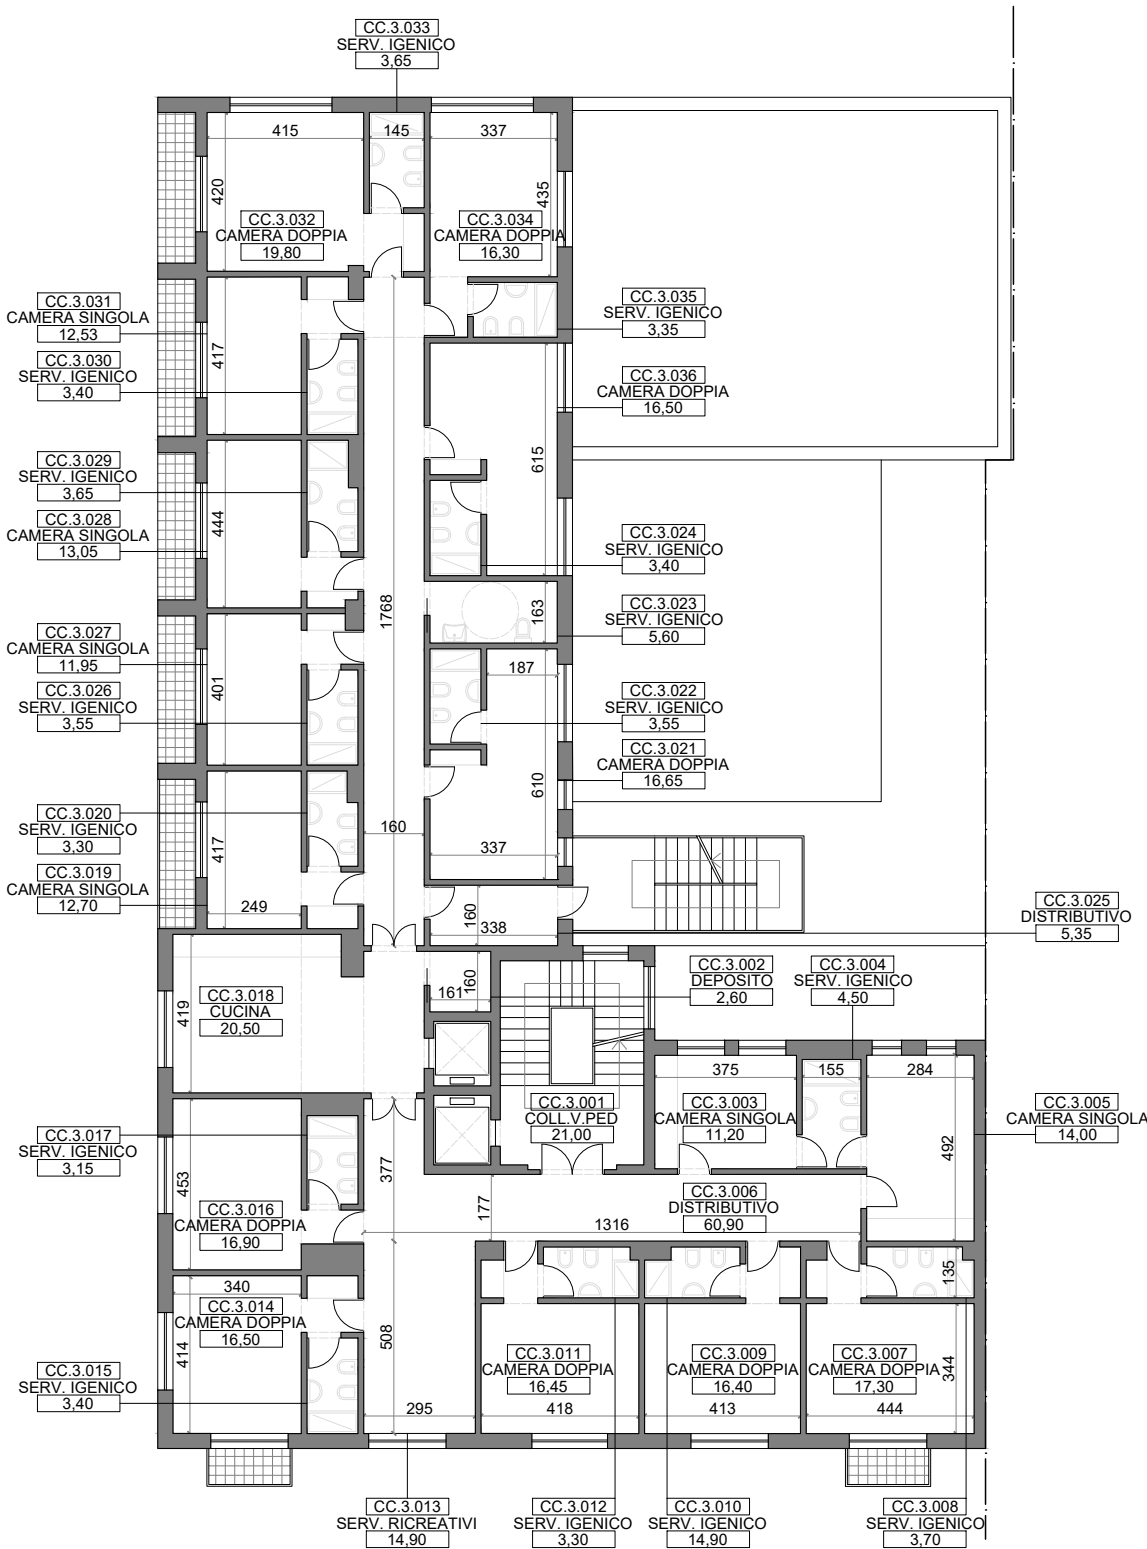 CC.3.033
SERV. IGENICO
3,65
415
145
337
420
435
CC.3.032
CAMERA DOPPIA
19,80
CC.3.034
CAMERA DOPPIA
16,30
CC.3.031
CAMERA SINGOLA
12,53
417
CC.3.030
SERV. IGENICO
3,40
CC.3.035
SERV. IGENICO
3,35
CC.3.036
CAMERA DOPPIA
16,50
615
CC.3.029
SERV. IGENICO
3,65
444
CC.3.028
CAMERA SINGOLA
13,05
CC.3.024
SERV. IGENICO
3,40
1768
163
CC.3.023
SERV. IGENICO
5,60
CC.3.027
CAMERA SINGOLA
11,95
401
CC.3.026
SERV. IGENICO
3,55
187
CC.3.022
SERV. IGENICO
3,55
CC.3.021
CAMERA DOPPIA
16,65
610
CC.3.020
SERV. IGENICO
3,30
417
160
337
CC.3.019
CAMERA SINGOLA
12,70
249
160
338
CC.3.025
DISTRIBUTIVO
5,35
160
161
CC.3.002
DEPOSITO
2,60
CC.3.004
SERV. IGENICO
4,50
419
CC.3.018
CUCINA
20,50
375
155
284
CC.3.001
COLL.V.PED
21,00
CC.3.003
CAMERA SINGOLA
11,20
CC.3.005
CAMERA SINGOLA
14,00
492
CC.3.017
SERV. IGENICO
3,15
453
377
177
CC.3.016
CAMERA DOPPIA
16,90
CC.3.006
DISTRIBUTIVO
60,90
1316
135
340
CC.3.014
CAMERA DOPPIA
16,50
414
508
CC.3.011
CAMERA DOPPIA
16,45
418
CC.3.009
CAMERA DOPPIA
16,40
413
CC.3.007
CAMERA DOPPIA
17,30
444
344
CC.3.015
SERV. IGENICO
3,40
295
CC.3.013
SERV. RICREATIVI
14,90
CC.3.012
SERV. IGENICO
3,30
CC.3.010
SERV. IGENICO
14,90
CC.3.008
SERV. IGENICO
3,70